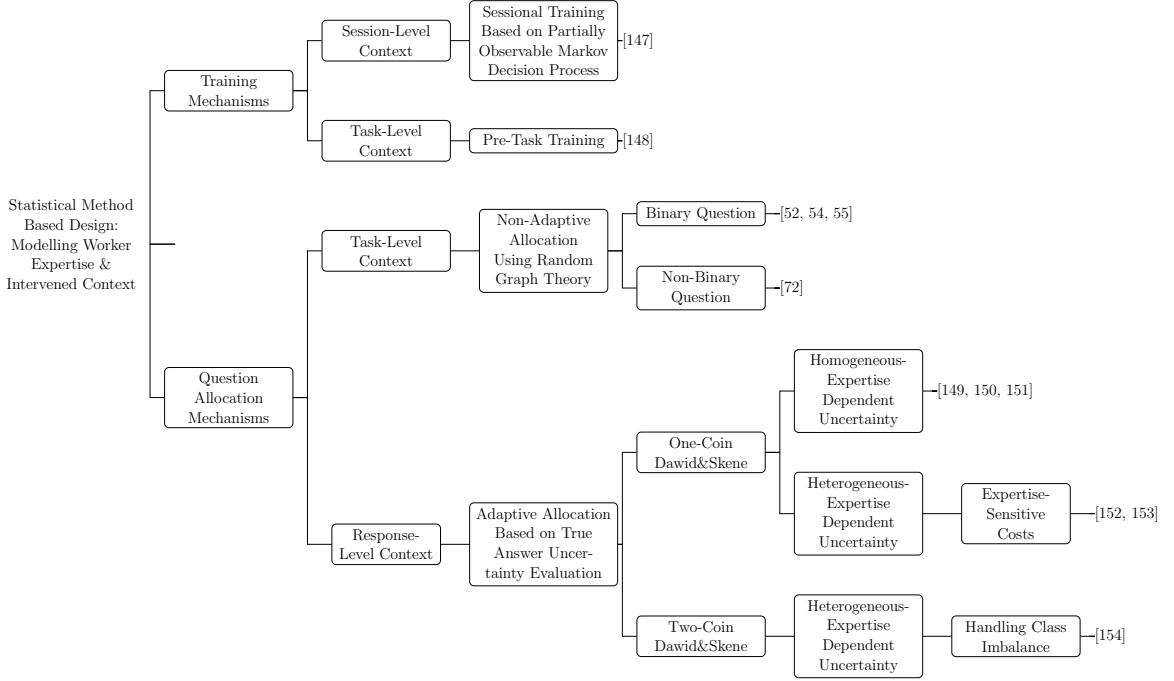 Statistical Method
Based Design:
Modelling Worker
Expertise &
Intervened Context
Training
Mechanisms
Session-Level
Context
Sessional Training
Based on Partially
Observable Markov
Decision Process
[147]
Task-Level
Context
Pre-Task Training
[148]
Question
Allocation
Mechanisms
Task-Level
Context
Non-Adaptive
Allocation
Using Random
Graph Theory
Binary Question
[52, 54, 55]
Non-Binary
Question
[72]
Response-
Level Context
Adaptive Allocation
Based on True
Answer Uncer-
tainty Evaluation
One-Coin
Dawid&Skene
Homogeneous-
Expertise
Dependent
Uncertainty
[149, 150, 151]
Heterogeneous-
Expertise
Dependent
Uncertainty
Expertise-
Sensitive
Costs
[152, 153]
Two-Coin
Dawid&Skene
Heterogeneous-
Expertise
Dependent
Uncertainty
Handling Class
Imbalance
[154]